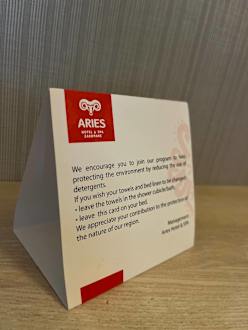 ARIES
HOTEL & SPA
ZAKOPANE
We encourage you to join our program to help
protecting the environment by reducing the use of
detergents.
If you wish your towels and bed linen to be changed:
• leave the towels in the shower cubicle/bath,
• leave this card on your bed.
We appreciate your contribution to the protection of
the nature of our region.
Management
Aries Hotel & SPA